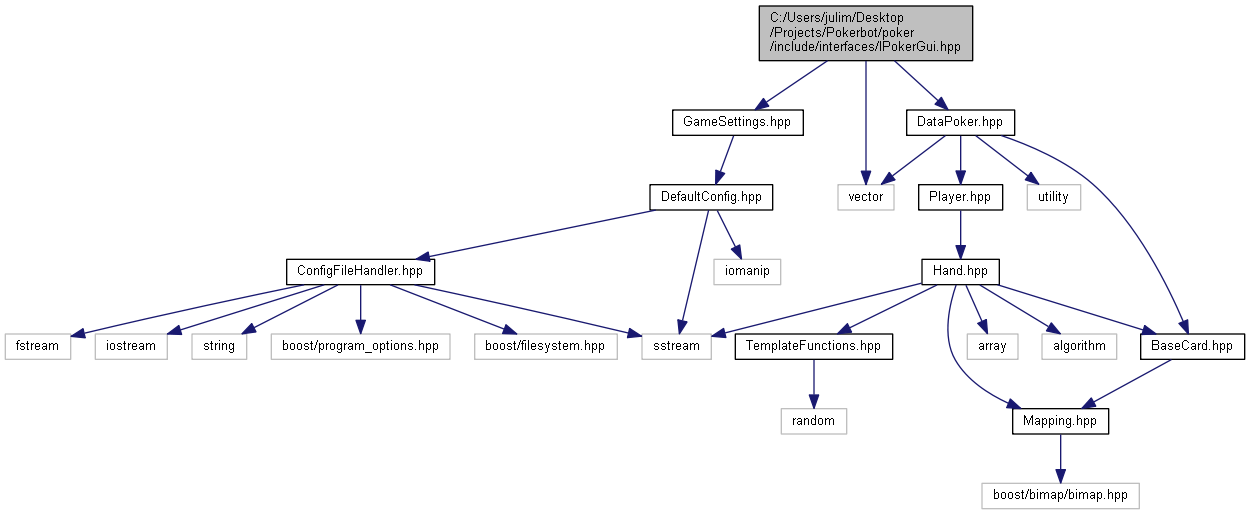 C:/Users/julim/Desktop
/Projects/Pokerbot/poker
/include/interfaces/IPokerGui.hpp
GameSettings.hpp
DataPoker.hpp
DefaultConfig.hpp
vector
Player.hpp
utility
ConfigFileHandler.hpp
iomanip
Hand.hpp
fstream
iostream
string
boost/program_options.hpp
boost/filesystem.hpp
sstream
TemplateFunctions.hpp
array
algorithm
BaseCard.hpp
random
Mapping.hpp
boost/bimap/bimap.hpp